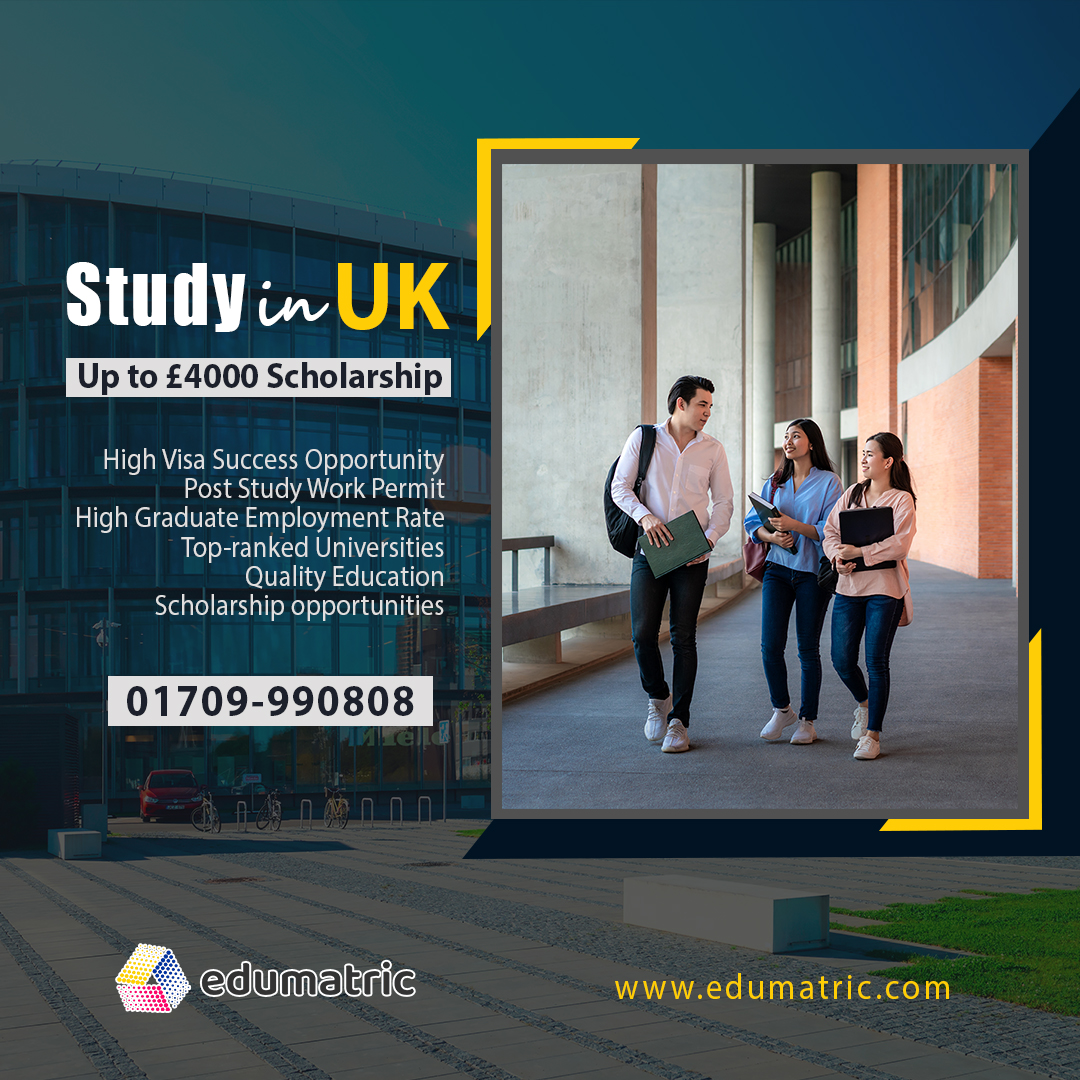 Study in UK
Up to £4000 Scholarship
High Visa Success Opportunity
Post Study Work Permit
High Graduate Employment Rate
Top-ranked Universities
Quality Education
Scholarship opportunities
01709-990808
edumatric
www.edumatric.com